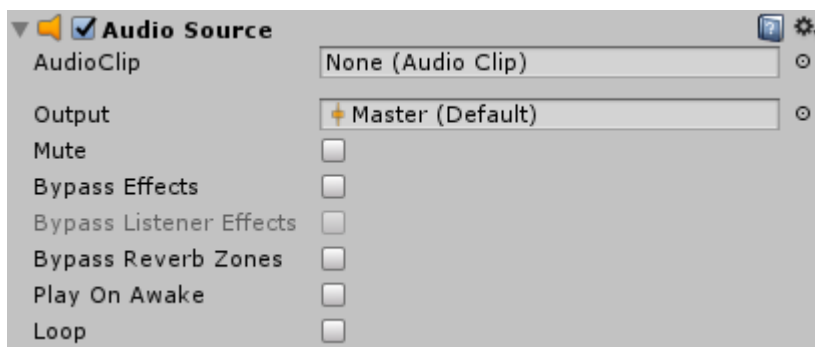 Audio Source
AudioClip None (Audio Clip)
Output Master (Default)
Mute
Bypass Effects
Bypass Listener Effects
Bypass Reverb Zones
Play On Awake
Loop